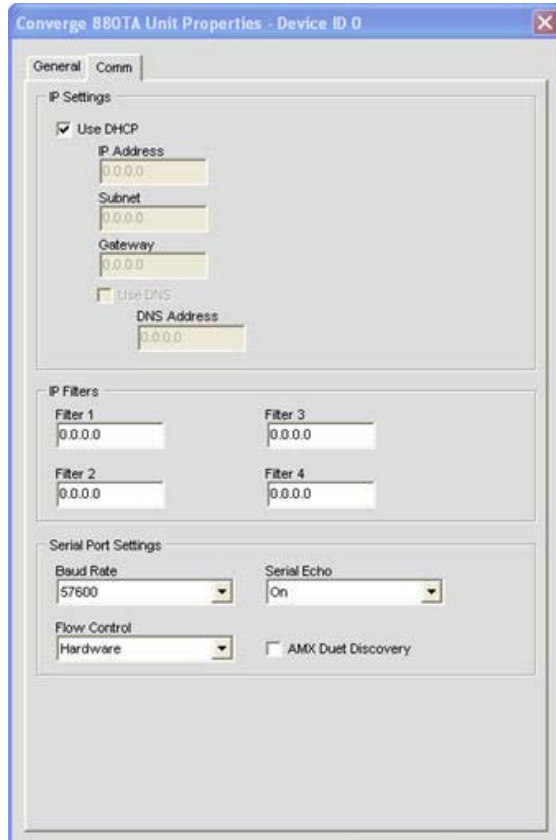 Converge 880TA Unit Properties - Device ID 0
General Comm
IP Settings
Use DHCP
IP Address
0.0.0.0
Subnet
0.0.0.0
Gateway
0.0.0.0
Use DNS
DNS Address
0.0.0.0
IP Filters
Filter 1 Filter 3
0.0.0.0 0.0.0.0
Filter 2 Filter 4
0.0.0.0 0.0.0.0
Serial Port Settings
Baud Rate Serial Echo
57600 On
Flow Control
Hardware AMX Duet Discovery